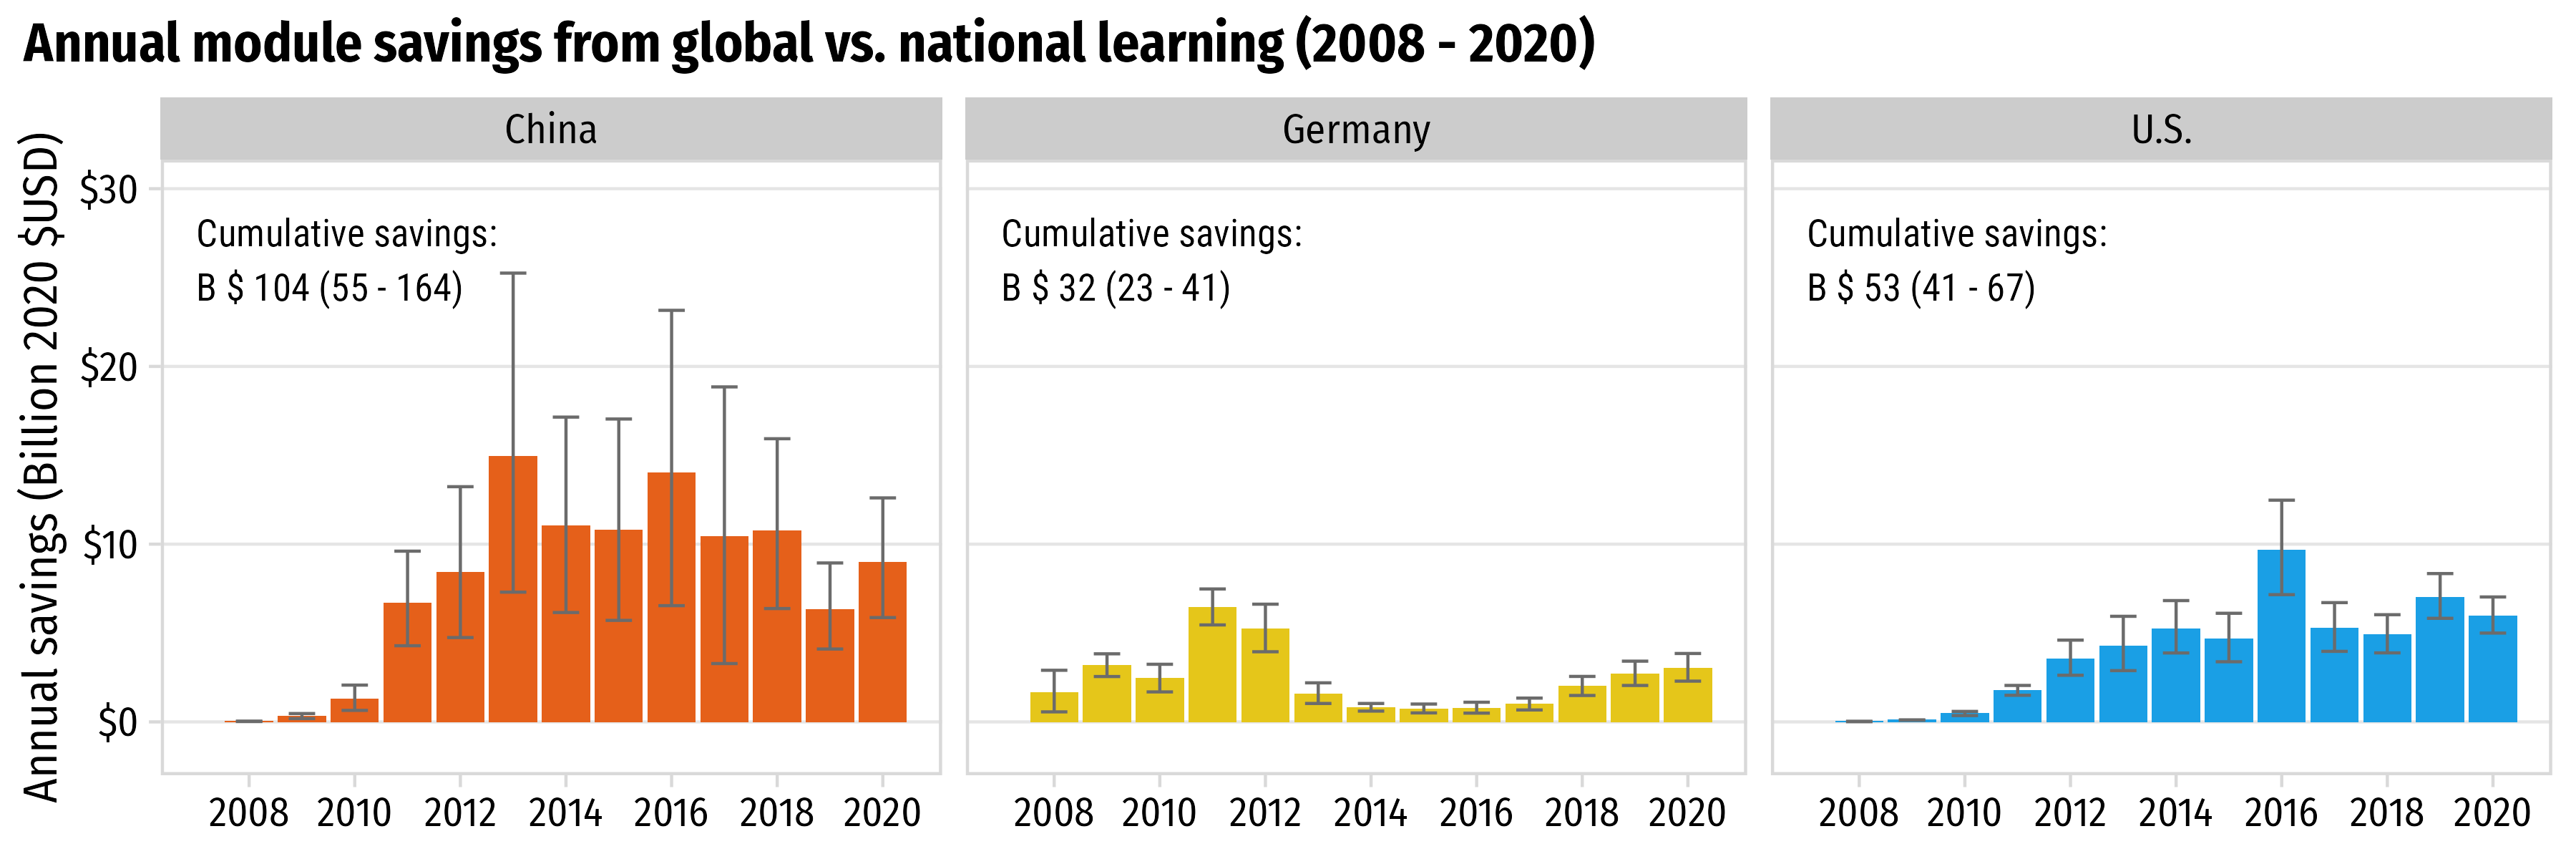 Annual module savings from global vs. national learning (2008 - 2020)
Annual savings (Billion 2020 $USD)
$30
$20
$10
$0
China
Cumulative savings:
B $ 104 (55 - 164)
2008 2010 2012 2014 2016 2018 2020
Germany
Cumulative savings:
B $ 32 (23 - 41)
2008 2010 2012 2014 2016 2018 2020
U.S.
Cumulative savings:
B $ 53 (41 - 67)
2008 2010 2012 2014 2016 2018 2020